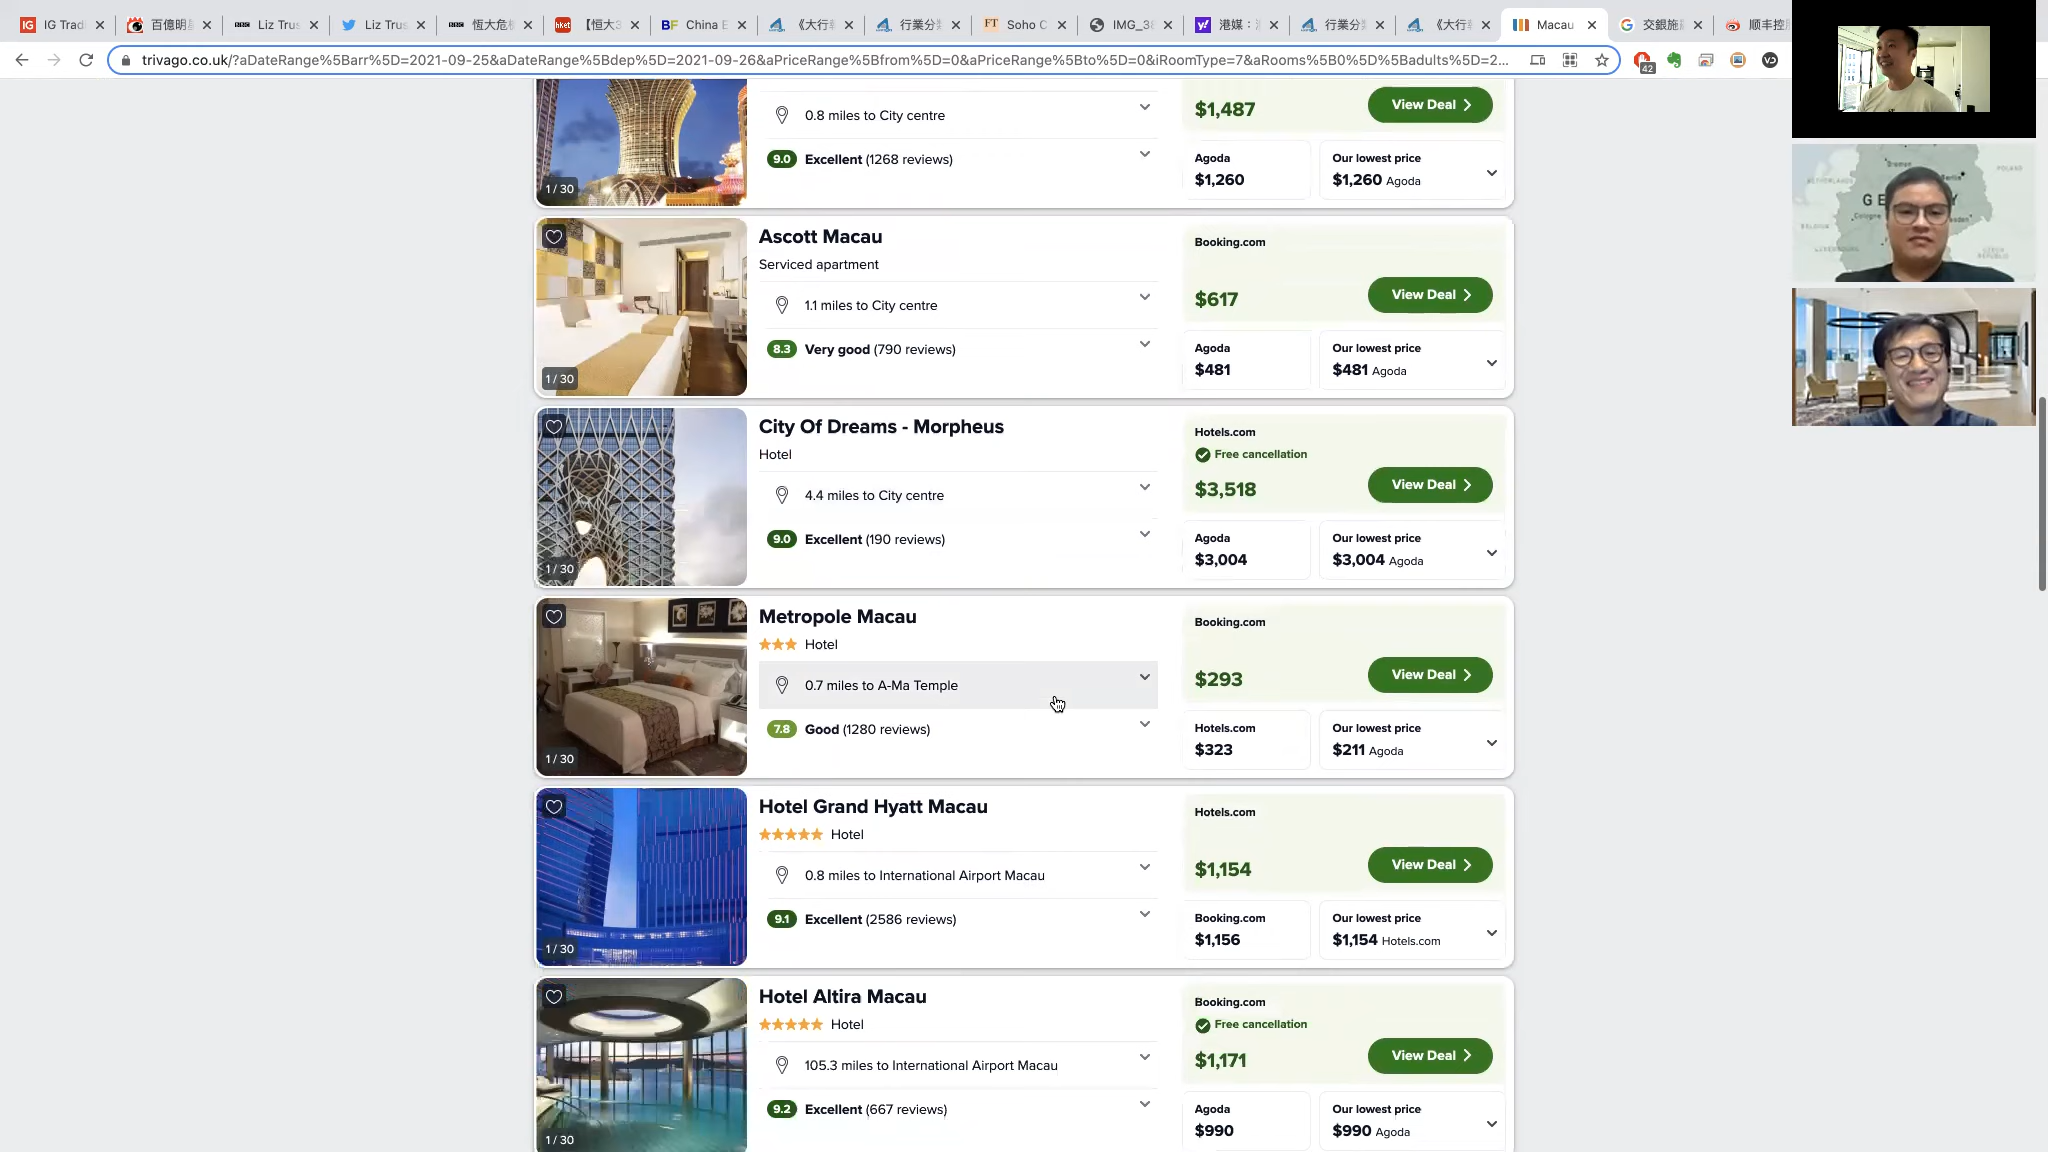 IG Trad
百億明星
Liz Trus
Liz Trus
恆大危機
【恒大3
China E
《大行報
行業分類
Soho C
IMG_38
港媒：
行業分類
《大行報
Macau
交銀施
順丰控
trivago.co.uk/?aDateRange%5Barr%5D=2021-09-25&aDateRange%5Bdep%5D=2021-09-26&aPriceRange%5Bfrom%5D=0&aPriceRange%5Bto%5D=0&iRoomType=7&aRooms%5B0%5D%5Badults%5D=2...
42
0.8 miles to City centre
$1,487
View Deal
9.0 Excellent (1268 reviews)
Agoda
$1,260
Our lowest price
$1,260 Agoda
1 / 30
Ascott Macau
Serviced apartment
1.1 miles to City centre
8.3 Very good (790 reviews)
1 / 30
Booking.com
$617
View Deal
Agoda
$481
Our lowest price
$481 Agoda
City Of Dreams - Morpheus
Hotel
4.4 miles to City centre
9.0 Excellent (190 reviews)
1 / 30
Hotels.com
Free cancellation
$3,518
View Deal
Agoda
$3,004
Our lowest price
$3,004 Agoda
Metropole Macau
Hotel
0.7 miles to A-Ma Temple
7.8 Good (1280 reviews)
1 / 30
Booking.com
$293
View Deal
Hotels.com
$323
Our lowest price
$211 Agoda
Hotel Grand Hyatt Macau
Hotel
0.8 miles to International Airport Macau
9.1 Excellent (2586 reviews)
1 / 30
Hotels.com
$1,154
View Deal
Booking.com
$1,156
Our lowest price
$1,154 Hotels.com
Hotel Altira Macau
Hotel
105.3 miles to International Airport Macau
9.2 Excellent (667 reviews)
1 / 30
Booking.com
Free cancellation
$1,171
View Deal
Agoda
$990
Our lowest price
$990 Agoda